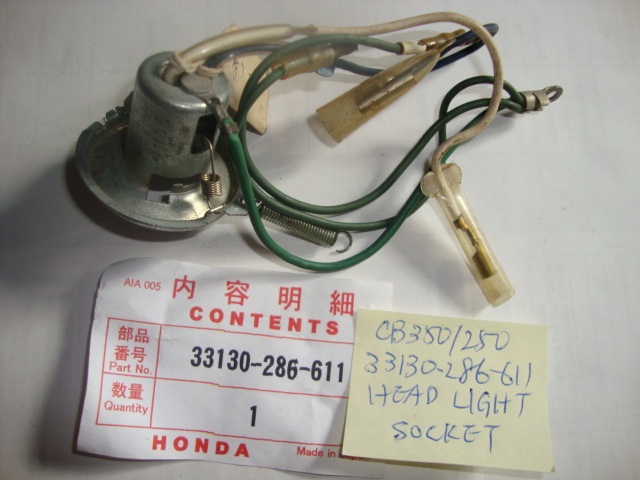 AIA 005
内容明細
CONTENTS
部品
番号
Part No.
33130-286-611
数量
Quantity
1
HONDA
Made in Japan
CB350/250
33130-286-611
HEAD LIGHT
SOCKET